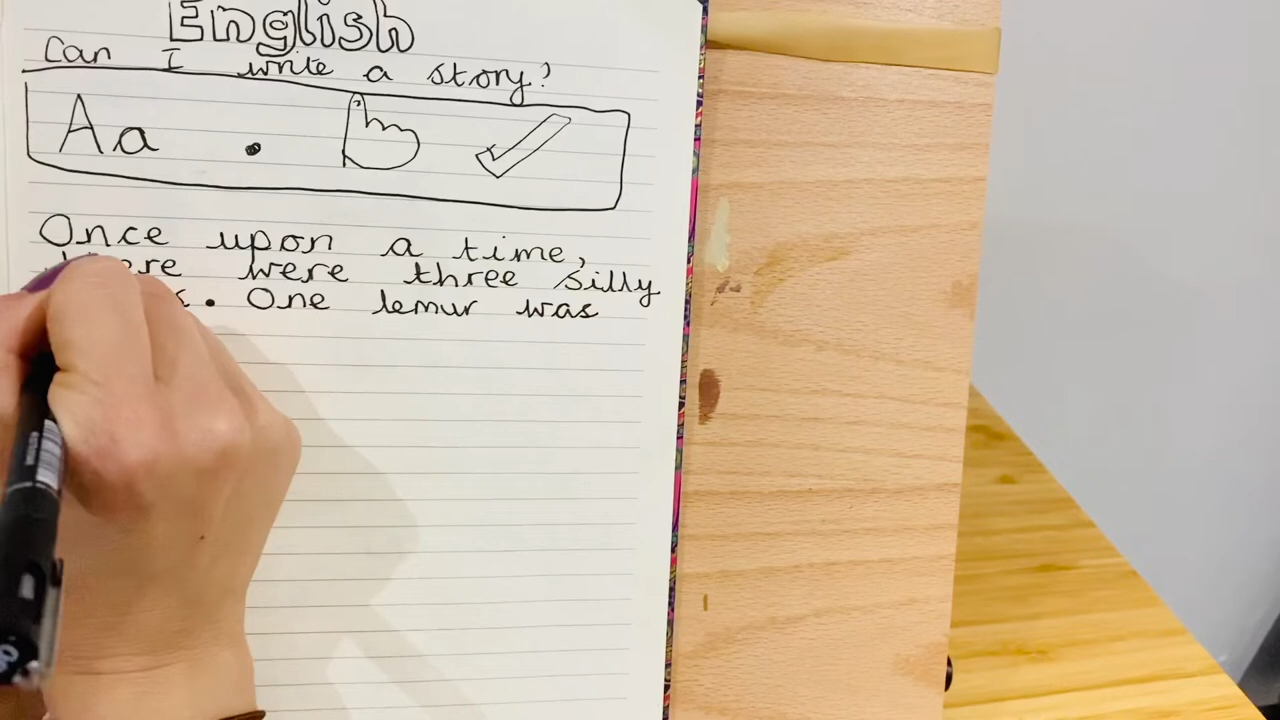 English
Can I write a story?
Aa .
Once upon a time,
were three silly
. One lemur was